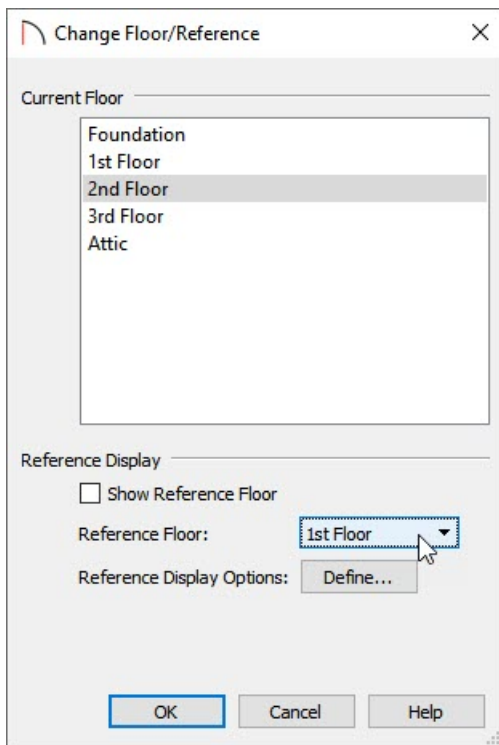 Change Floor/Reference
Current Floor
Foundation
1st Floor
2nd Floor
3rd Floor
Attic
Reference Display
Show Reference Floor
Reference Floor: 1st Floor
Reference Display Options: Define...
OK Cancel Help